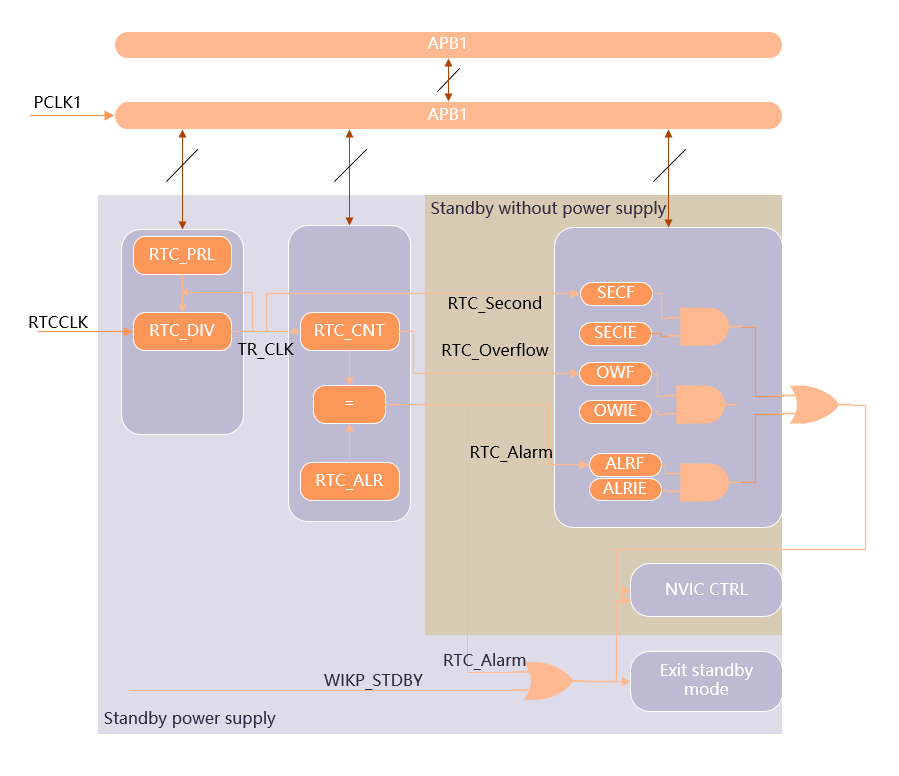 APB1
PCLK1
APB1
Standby without power supply
RTC_PRL
SECF
RTC_Second
RTCCLK
RTC_DIV
RTC_CNT
SECIE
TR_CLK
RTC_Overflow
OWF
=
OWIE
RTC_Alarm
ALRF
RTC_ALR
ALRIE
NVIC CTRL
RTC_Alarm
Exit standby
mode
WIKP_STDBY
Standby power supply